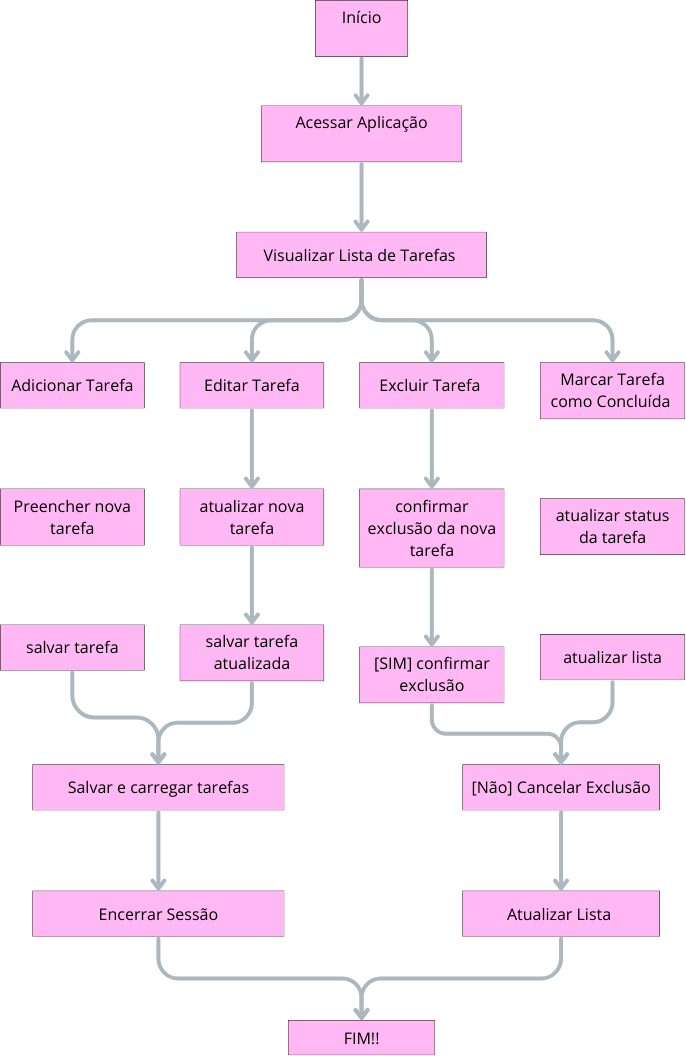 Início
Acessar Aplicação
Visualizar Lista de Tarefas
Adicionar Tarefa
Editar Tarefa
Excluir Tarefa
Marcar Tarefa
como Concluída
Preencher nova
tarefa
atualizar nova
tarefa
confirmar
exclusão da nova
tarefa
atualizar status
da tarefa
salvar tarefa
salvar tarefa
atualizada
[SIM] confirmar
exclusão
atualizar lista
Salvar e carregar tarefas
[Não] Cancelar Exclusão
Encerrar Sessão
Atualizar Lista
FIM!!